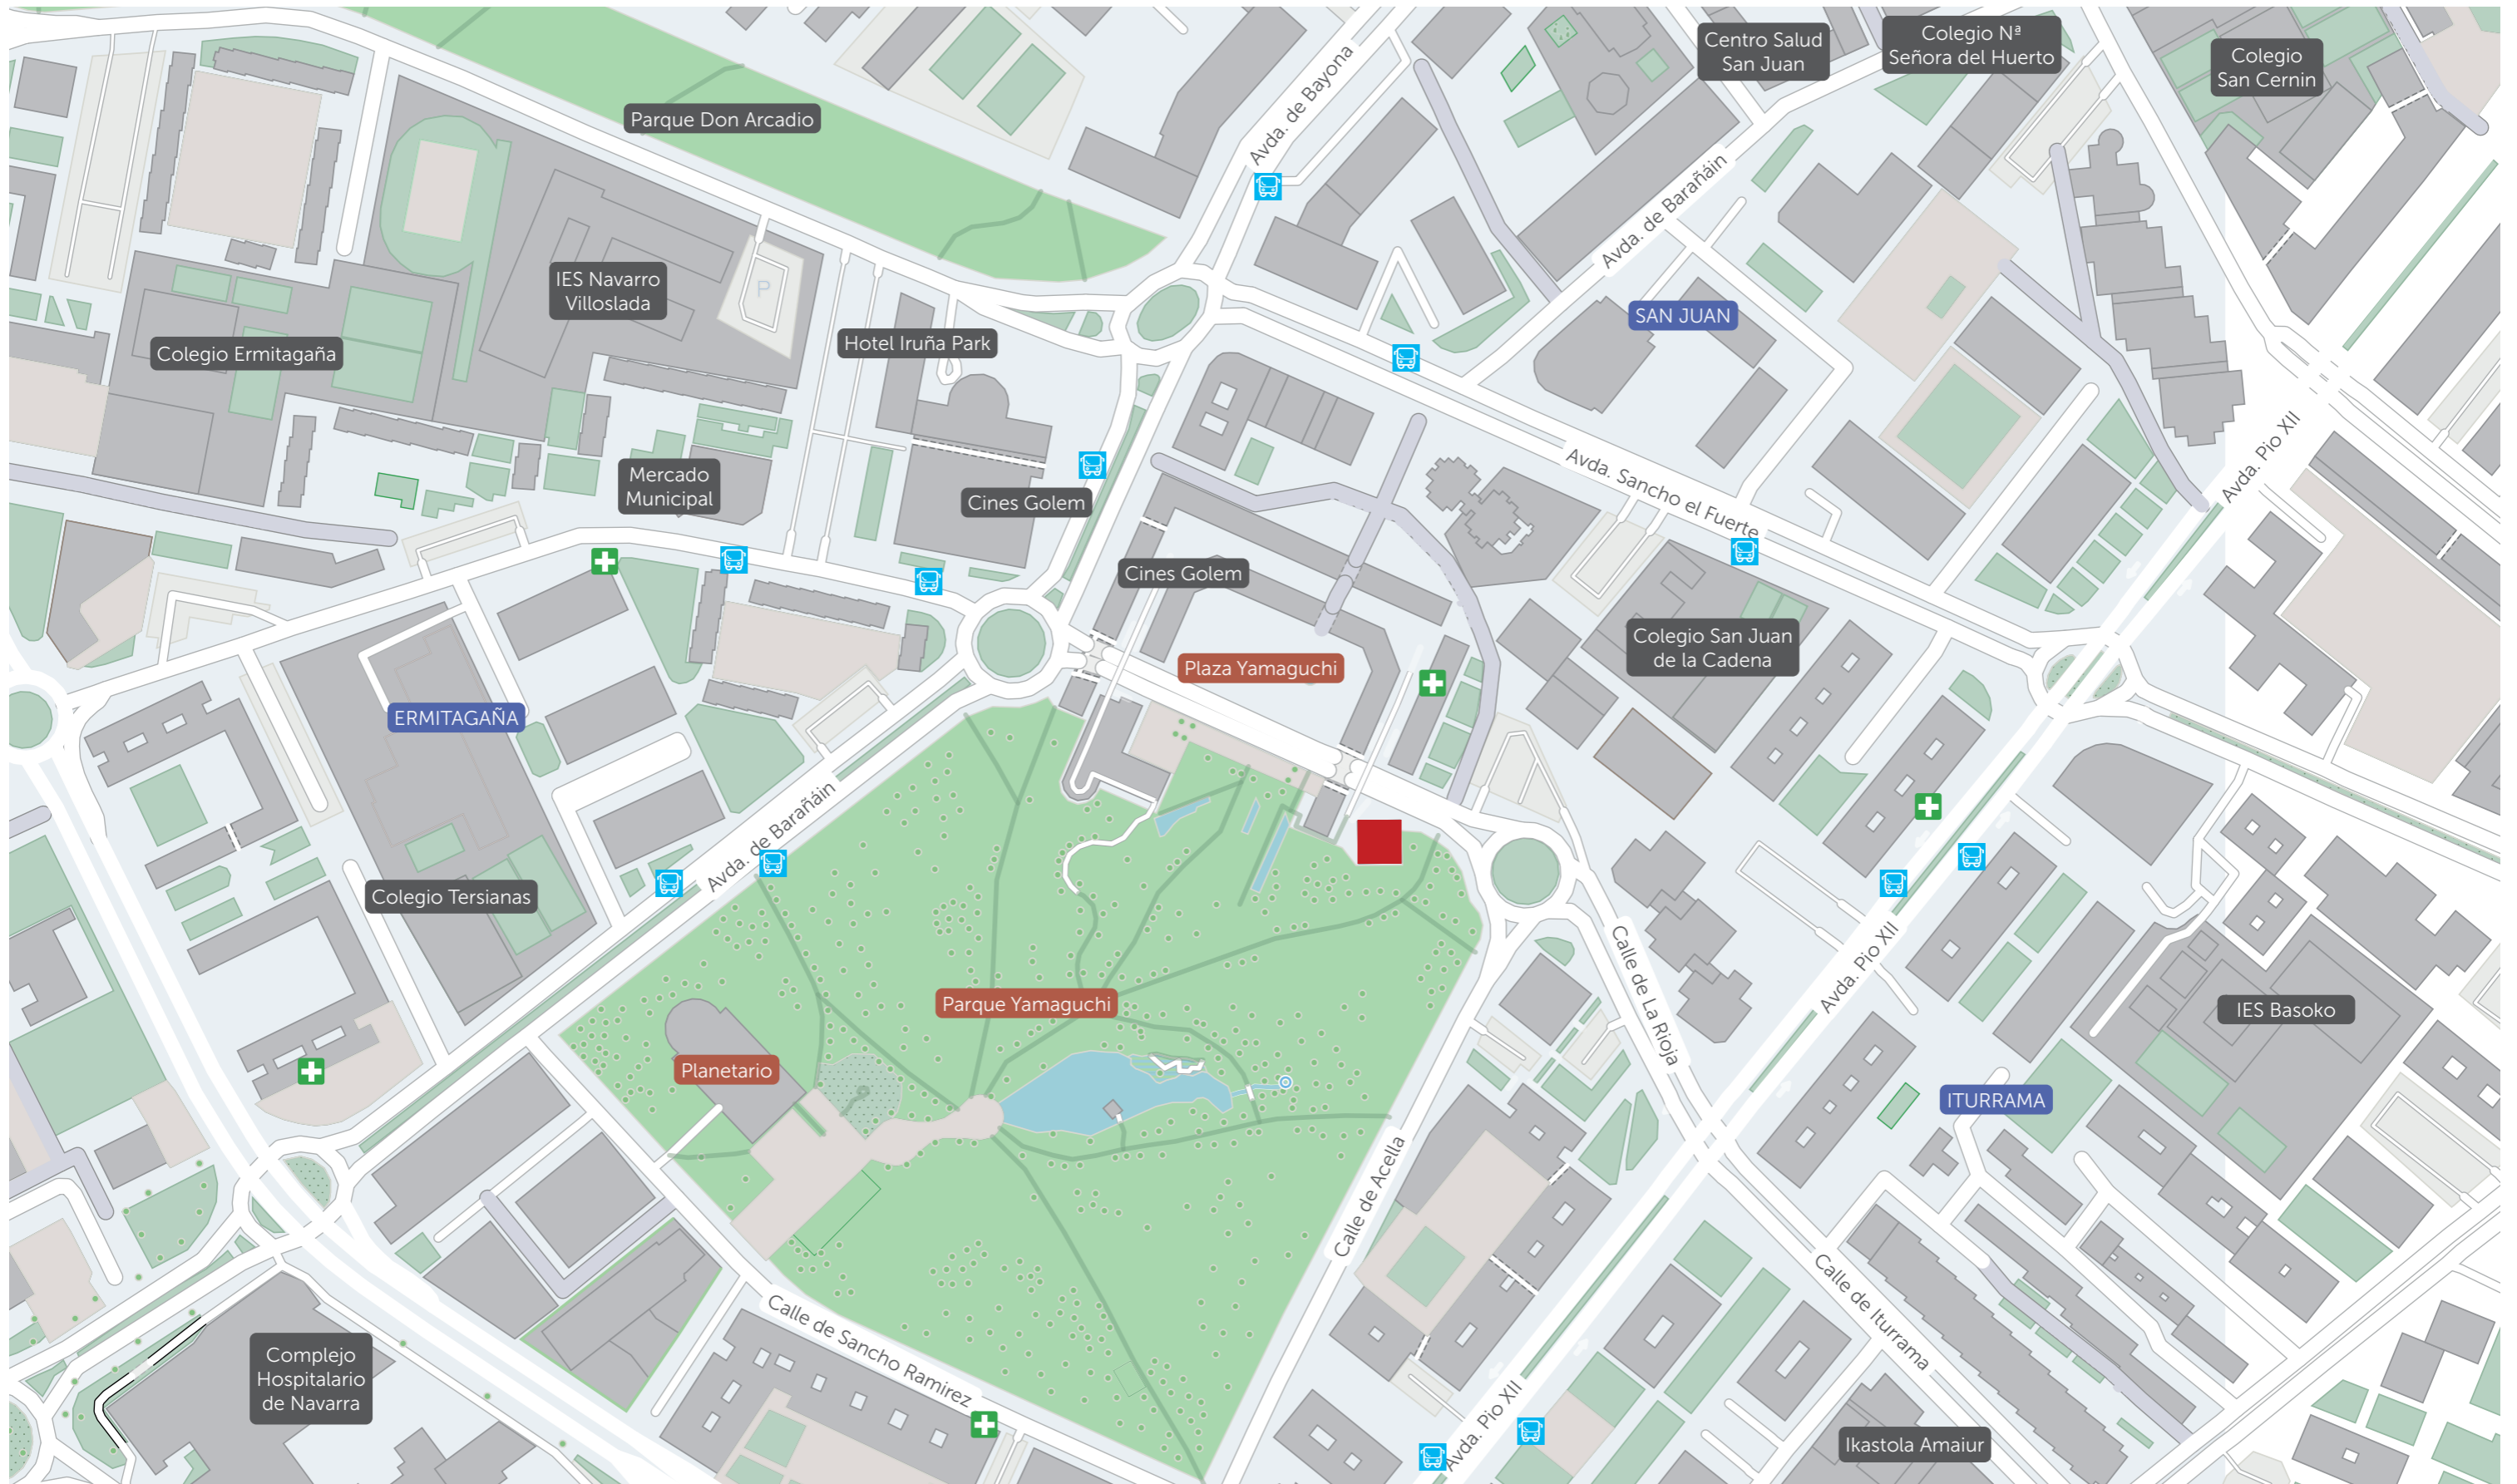 Centro Salud
San Juan
Colegio Nª
Señora del Huerto
Colegio
San Cernin
Avda. de Bayona
Parque Don Arcadio
Avda. de Barañáin
IES Navarro
Villoslada
P
SAN JUAN
Hotel Iruña Park
Colegio Ermitagaña
Avda. Pio XII
Mercado
Municipal
Cines Golem
Avda. Sancho el Fuerte
Cines Golem
Colegio San Juan
de la Cadena
Plaza Yamaguchi
ERMITAGAÑA
Avda. de Barañáin
Colegio Tersianas
Avda. Pio XII
Calle de La Rioja
Parque Yamaguchi
IES Basoko
Planetario
ITURRAMA
Calle de Acella
Calle de Sancho Ramirez
Calle de Iturrama
Complejo
Hospitalario
de Navarra
Avda. Pio XII
Ikastola Amaiur